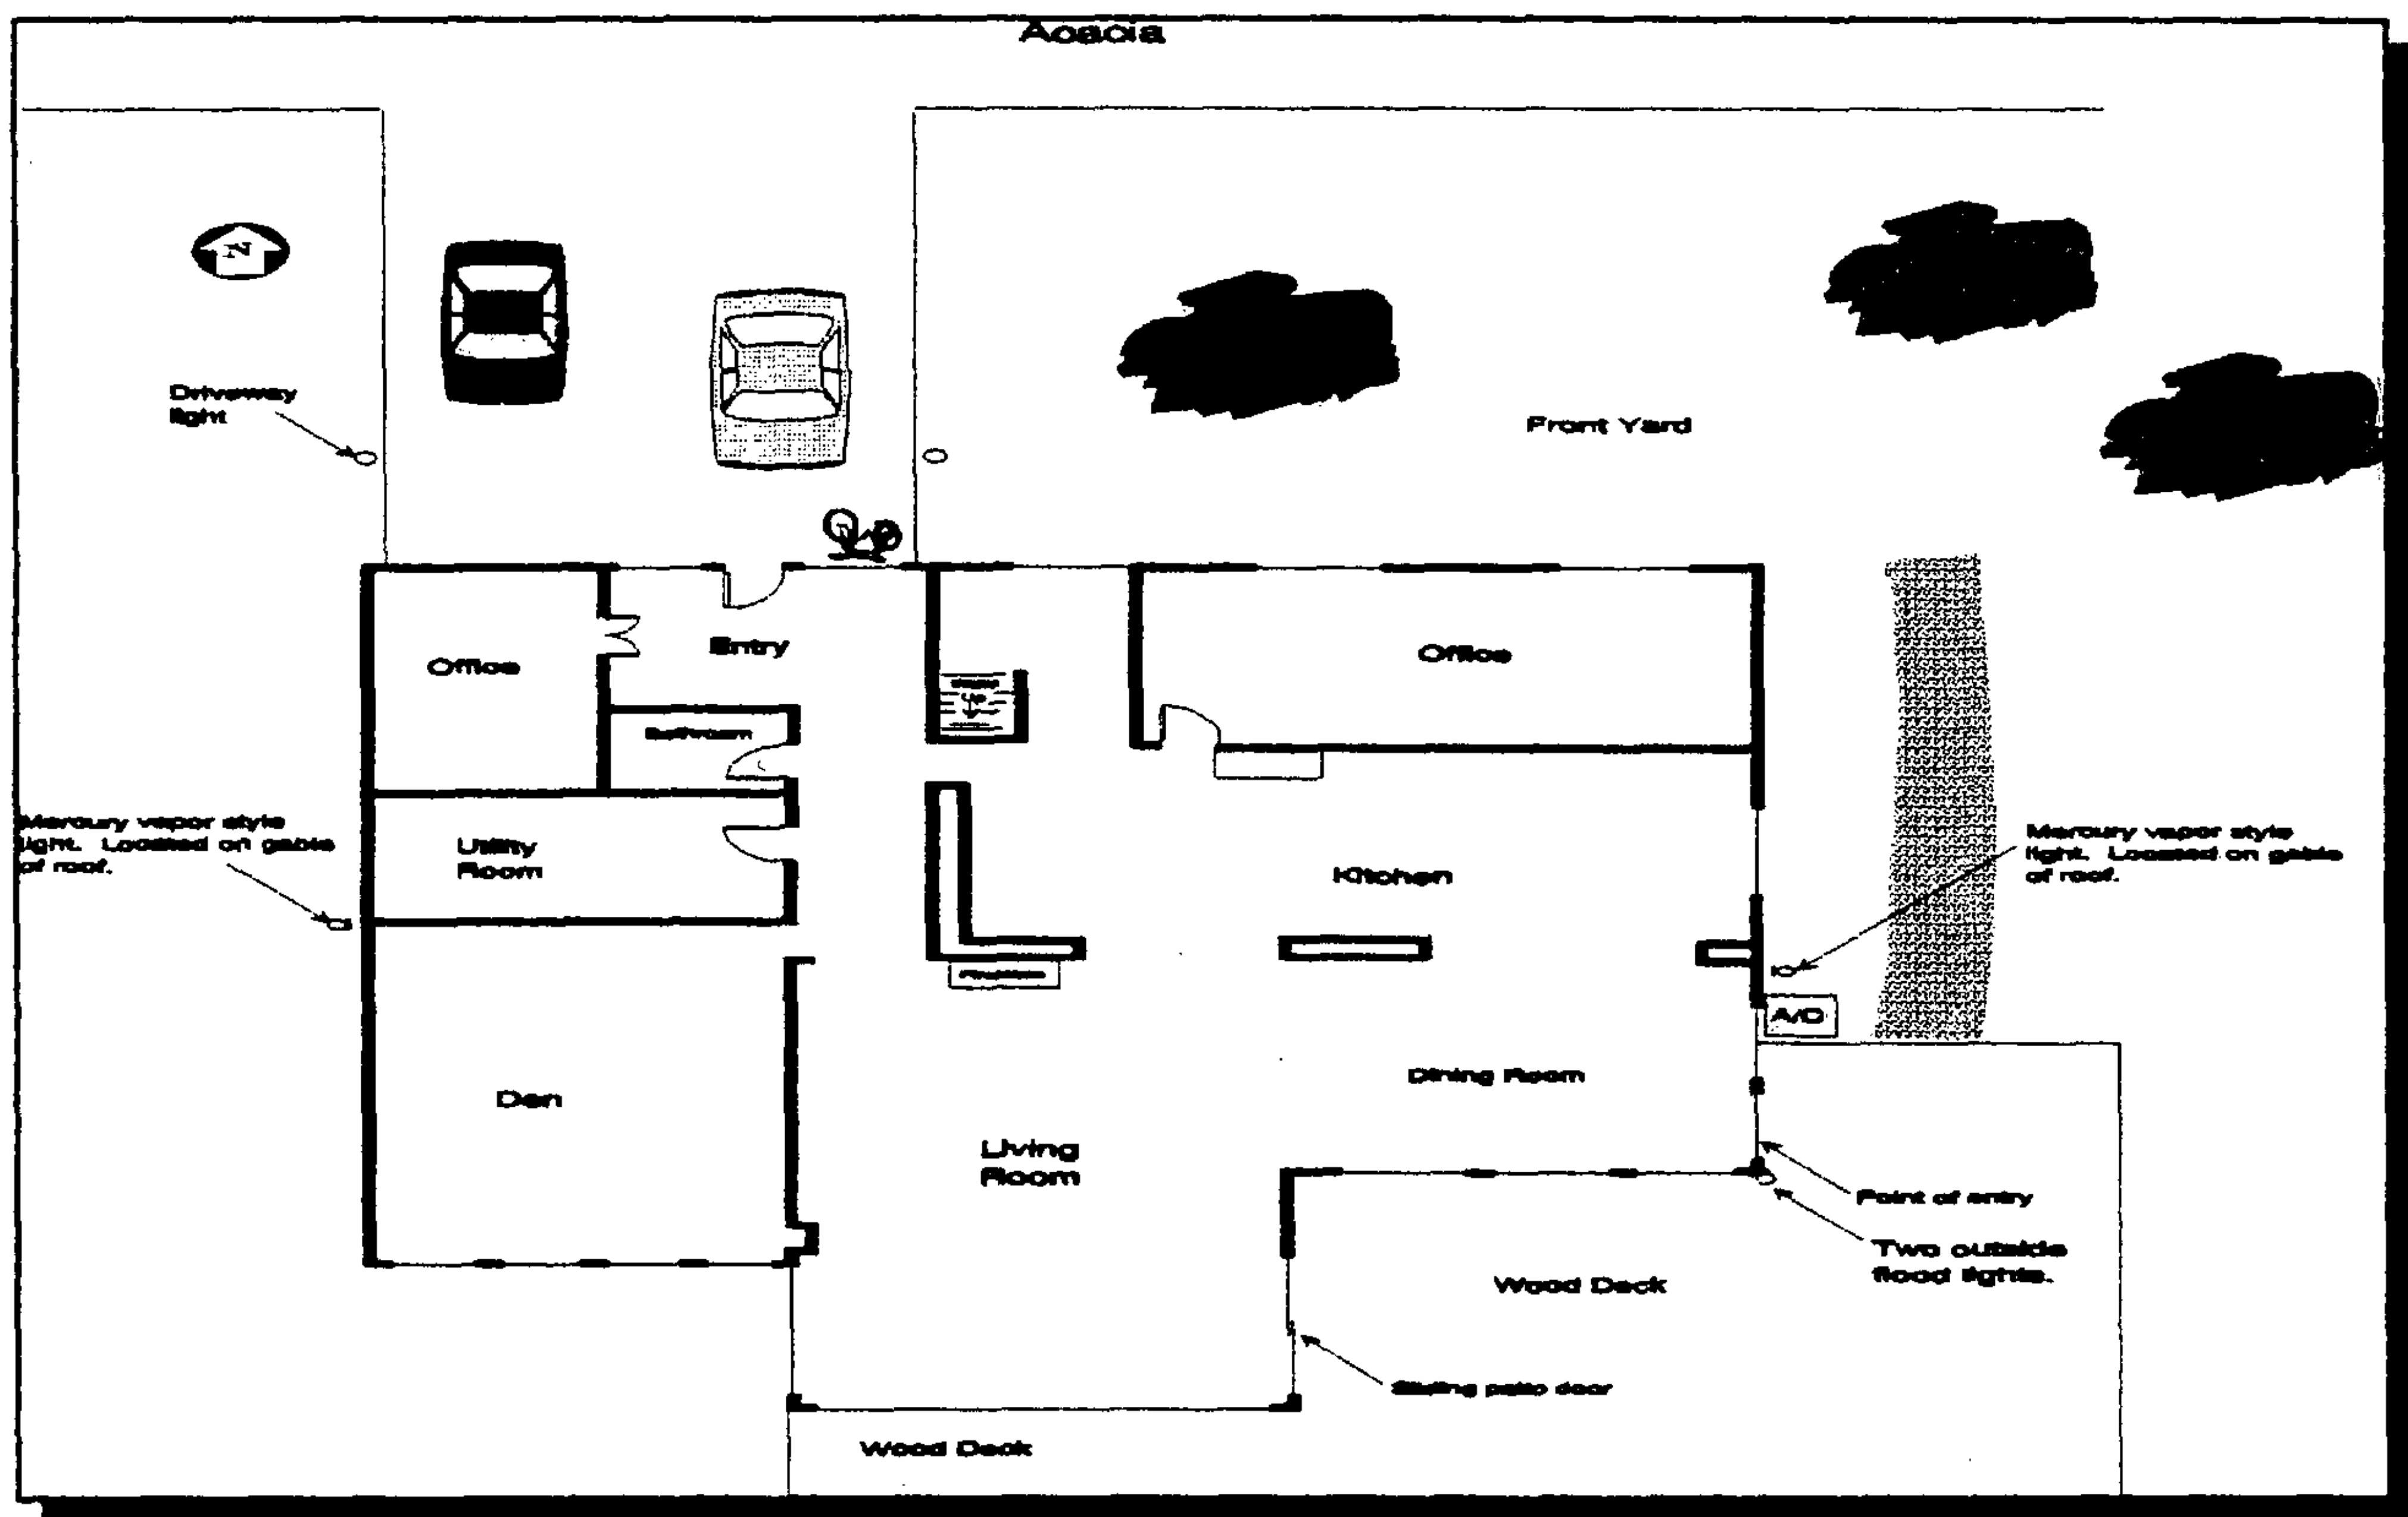 Acacia
N
Driveway
light
Front Yard
Entry
Office
Office
Up
Bathroom
Mercury vapor style
light. Located on gable
of roof.
Utility
Room
Kitchen
Mercury vapor style
light. Located on gable
of roof.
Fireplace
A/C
Den
Dining Room
Living
Room
Point of entry
Two outside
flood lights.
Wood Deck
Sliding patio door
Wood Deck